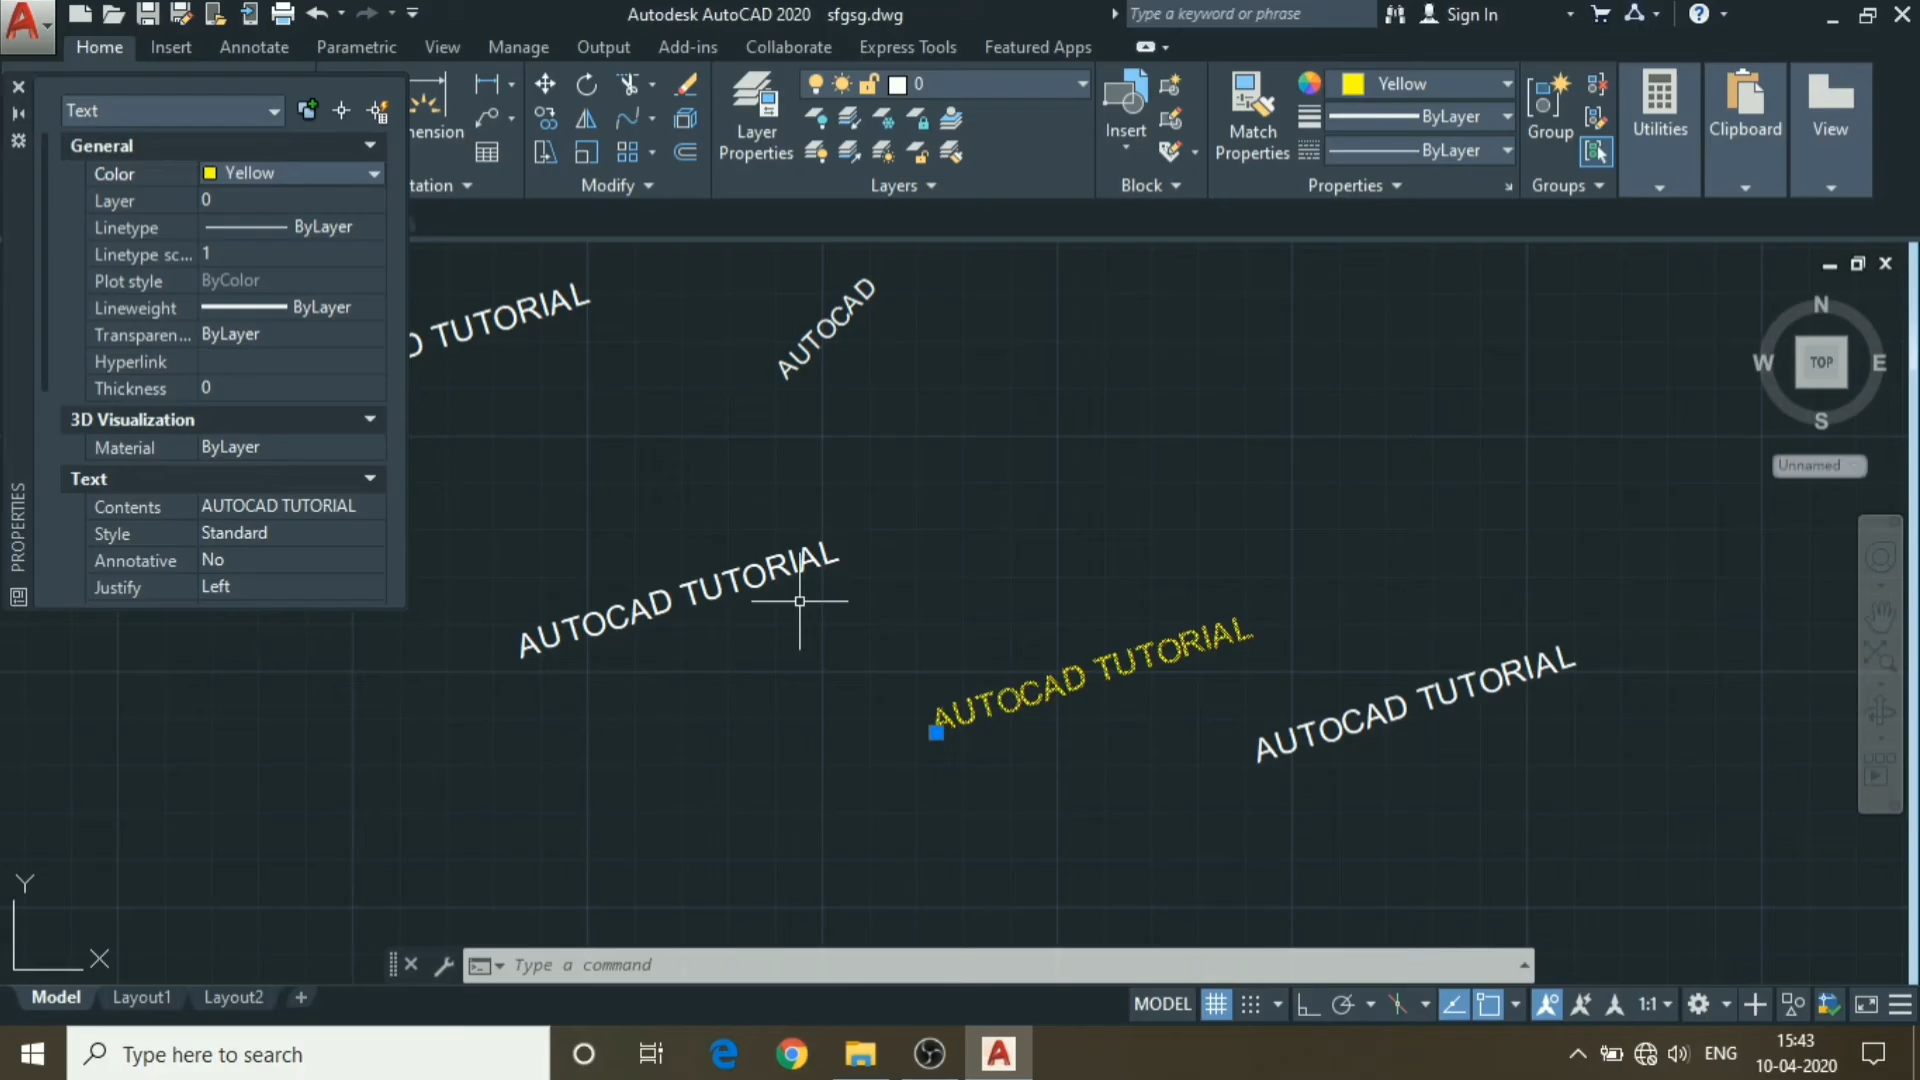 Autodesk AutoCAD 2020 sfgsg.dwg
Type a keyword or phrase
Sign In
Home Insert Annotate Parametric View Manage Output Add-ins Collaborate Express Tools Featured Apps
Text
General
Color Yellow
Layer 0
Linetype ByLayer
Linetype sc... 1
Plot style ByColor
Lineweight ByLayer
Transparen... ByLayer
Hyperlink
Thickness 0
3D Visualization
Material ByLayer
Text
Contents AUTOCAD TUTORIAL
Style Standard
Annotative No
Justify Left
PROPERTIES
mension
tation
Modify
Layer
Properties
0
Layers
Insert
Block
Match
Properties
Yellow
ByLayer
ByLayer
Properties
Group
Groups
Utilities
Clipboard
View
D TUTORIAL
AUTOCAD
AUTOCAD TUTORIAL
AUTOCAD TUTORIAL
AUTOCAD TUTORIAL
N
W TOP E
S
Unnamed
Y
X
Type a command
Model Layout1 Layout2 +
MODEL 1:1
Type here to search
ENG
15:43
10-04-2020